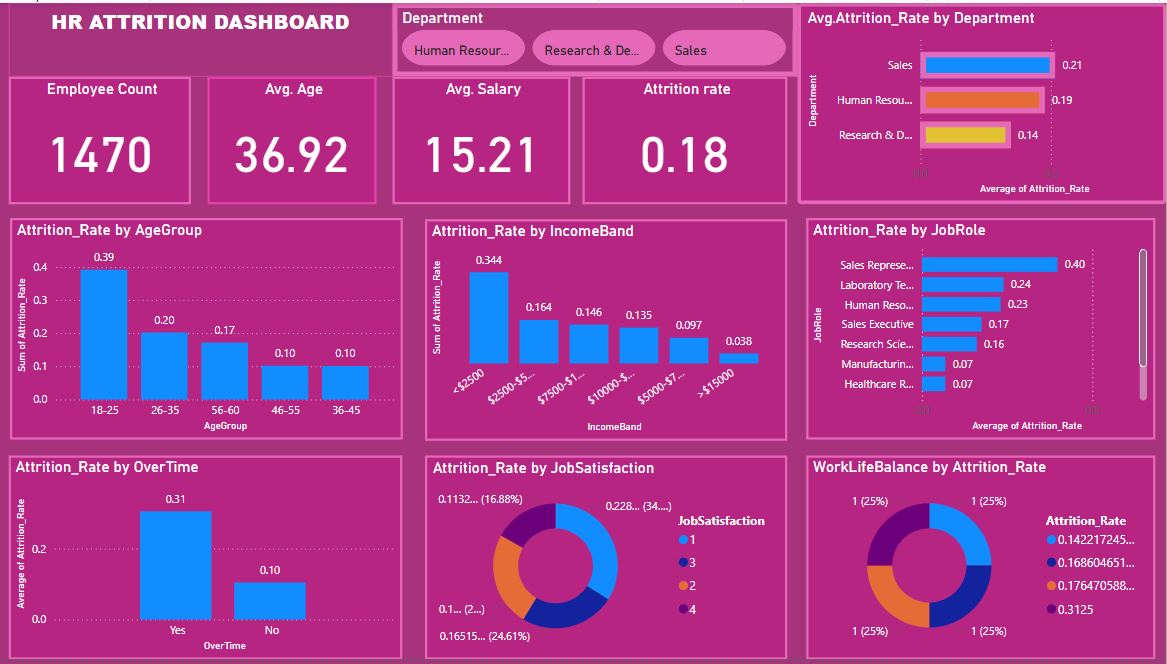 HR ATTRITION DASHBOARD
Department
Human Resour...
Research & De...
Sales
Avg.Attrition_Rate by Department
Department
Sales
0.21
Human Resou...
0.19
Research & D...
0.14
Average of Attrition_Rate
Employee Count
1470
Avg. Age
36.92
Avg. Salary
15.21
Attrition rate
0.18
Attrition_Rate by AgeGroup
Sum of Attrition_Rate
0.4
0.3
0.2
0.1
0.0
0.39
0.20
0.17
0.10
0.10
18-25
26-35
56-60
46-55
36-45
AgeGroup
Attrition_Rate by IncomeBand
Sum of Attrition_Rate
0.344
0.164
0.146
0.135
0.097
0.038
<$2500
$2500-$5...
$7500-$1...
$10000-$...
$5000-$7...
>$15000
IncomeBand
Attrition_Rate by JobRole
JobRole
Sales Represe...
0.40
Laboratory Te...
0.24
Human Reso...
0.23
Sales Executive
0.17
Research Scie...
0.16
Manufacturin...
0.07
Healthcare R...
0.07
Average of Attrition_Rate
Attrition_Rate by OverTime
Average of Attrition_Rate
0.2
0.0
0.31
0.10
Yes
No
OverTime
Attrition_Rate by JobSatisfaction
0.1132... (16.88%)
0.228... (34....)
0.1... (2...)
0.16515... (24.61%)
JobSatisfaction
1
3
2
4
WorkLifeBalance by Attrition_Rate
1 (25%)
1 (25%)
1 (25%)
1 (25%)
Attrition_Rate
0.142217245...
0.168604651...
0.176470588...
0.3125